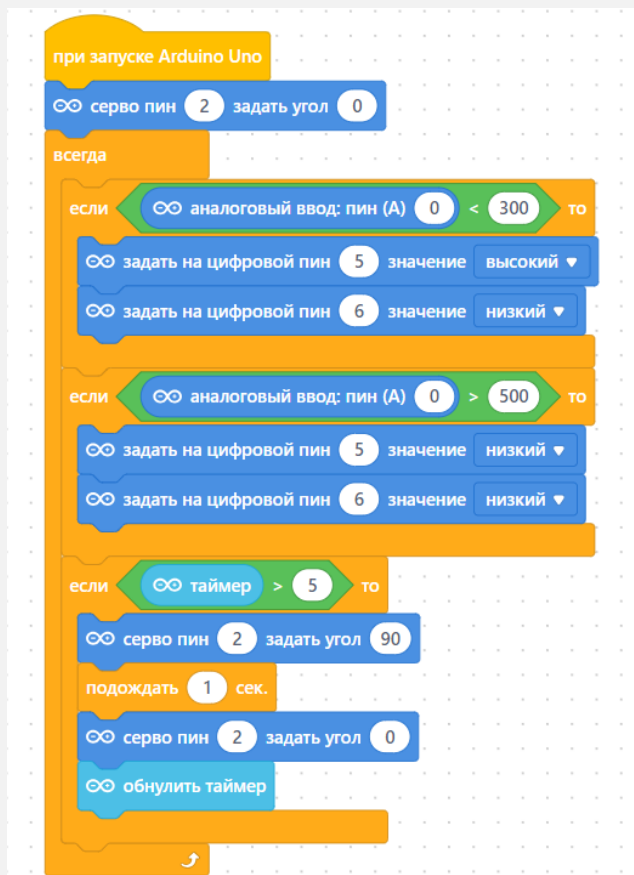 при запуске Arduino Uno
серво пин 2 задать угол 0
всегда
если аналоговый ввод: пин (A) 0 < 300 то
задать на цифровой пин 5 значение высокий
задать на цифровой пин 6 значение низкий
если аналоговый ввод: пин (A) 0 > 500 то
задать на цифровой пин 5 значение низкий
задать на цифровой пин 6 значение низкий
если таймер > 5 то
серво пин 2 задать угол 90
подождать 1 сек.
серво пин 2 задать угол 0
обнулить таймер